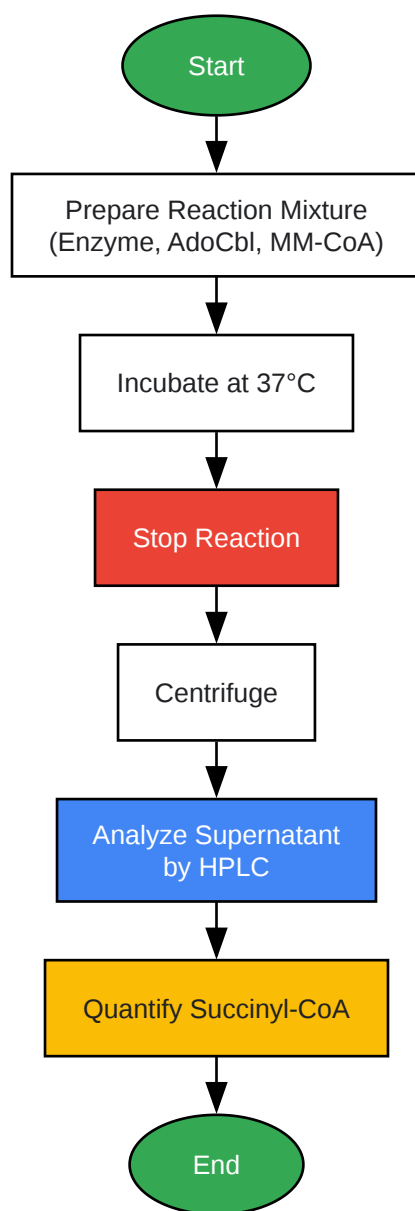 Start
Prepare Reaction Mixture
(Enzyme, AdoCbl, MM-CoA)
Incubate at 37°C
Stop Reaction
Centrifuge
Analyze Supernatant
by HPLC
Quantify Succinyl-CoA
End